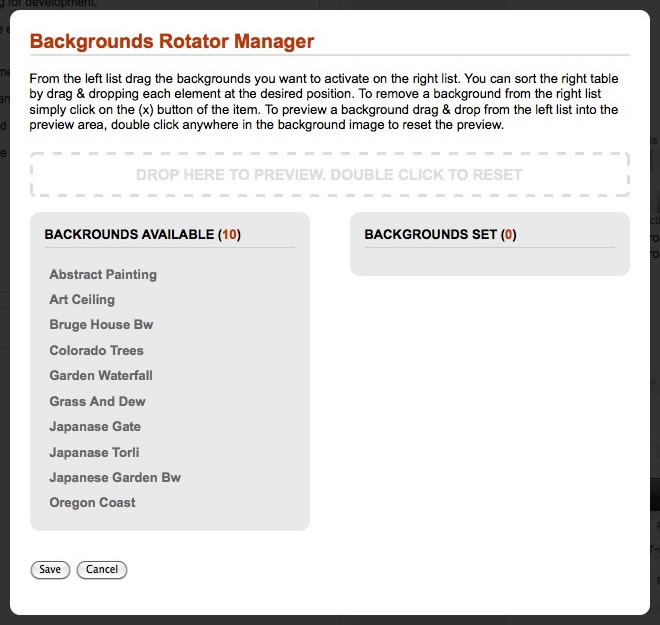 g for development.
Backgrounds Rotator Manager
From the left list drag the backgrounds you want to activate on the right list. You can sort the right table
by drag & dropping each element at the desired position. To remove a background from the right list
simply click on the (x) button of the item. To preview a background drag & drop from the left list into the
preview area, double click anywhere in the background image to reset the preview.
DROP HERE TO PREVIEW. DOUBLE CLICK TO RESET
BACKROUNDS AVAILABLE (10)
Abstract Painting
Art Ceiling
Bruge House Bw
Colorado Trees
Garden Waterfall
Grass And Dew
Japanase Gate
Japanase Torli
Japanese Garden Bw
Oregon Coast
BACKGROUNDS SET (0)
Save Cancel